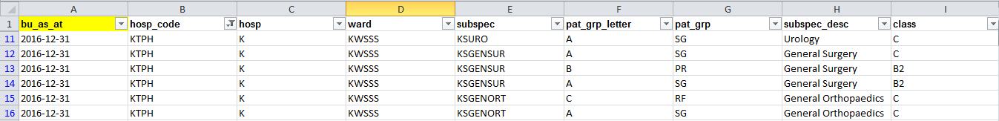 A B C D E F G H I
1 bu_as_at hosp_code hosp ward subspec pat_grp_letter pat_grp subspec_desc class
11 2016-12-31 KTPH K KWSSS KSURO A SG Urology C
12 2016-12-31 KTPH K KWSSS KSGENSUR A SG General Surgery C
13 2016-12-31 KTPH K KWSSS KSGENSUR B PR General Surgery B2
14 2016-12-31 KTPH K KWSSS KSGENSUR A SG General Surgery B2
15 2016-12-31 KTPH K KWSSS KSGENORT C RF General Orthopaedics C
16 2016-12-31 KTPH K KWSSS KSGENORT A SG General Orthopaedics C